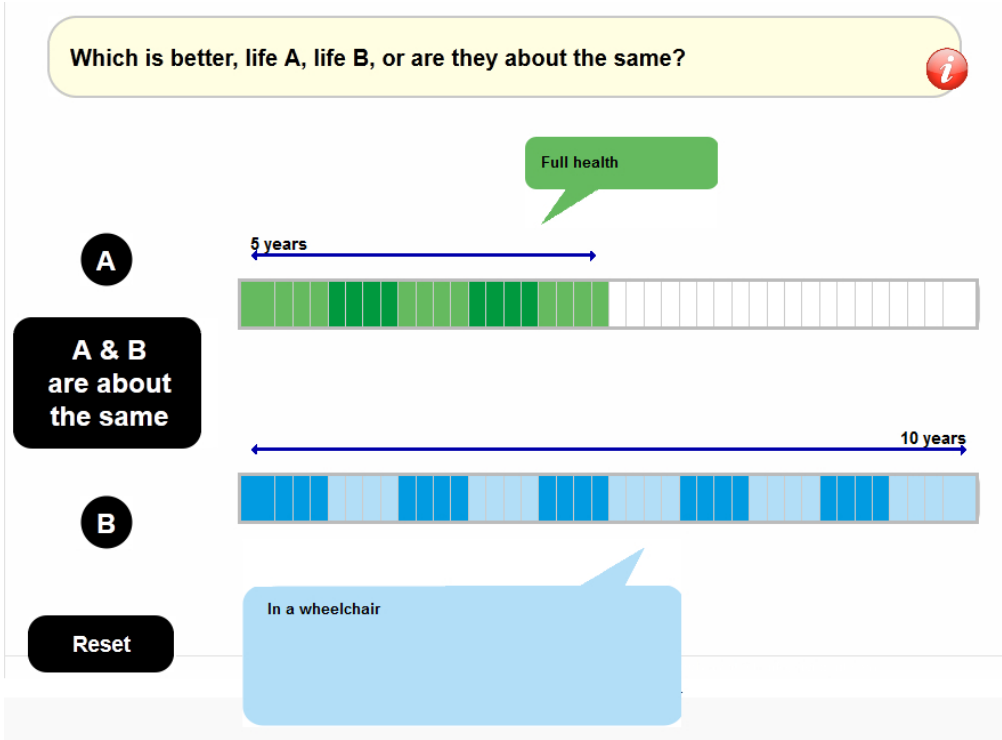 Which is better, life A, life B, or are they about the same?
i
Full health
5 years
A
A & B
are about
the same
10 years
B
In a wheelchair
Reset